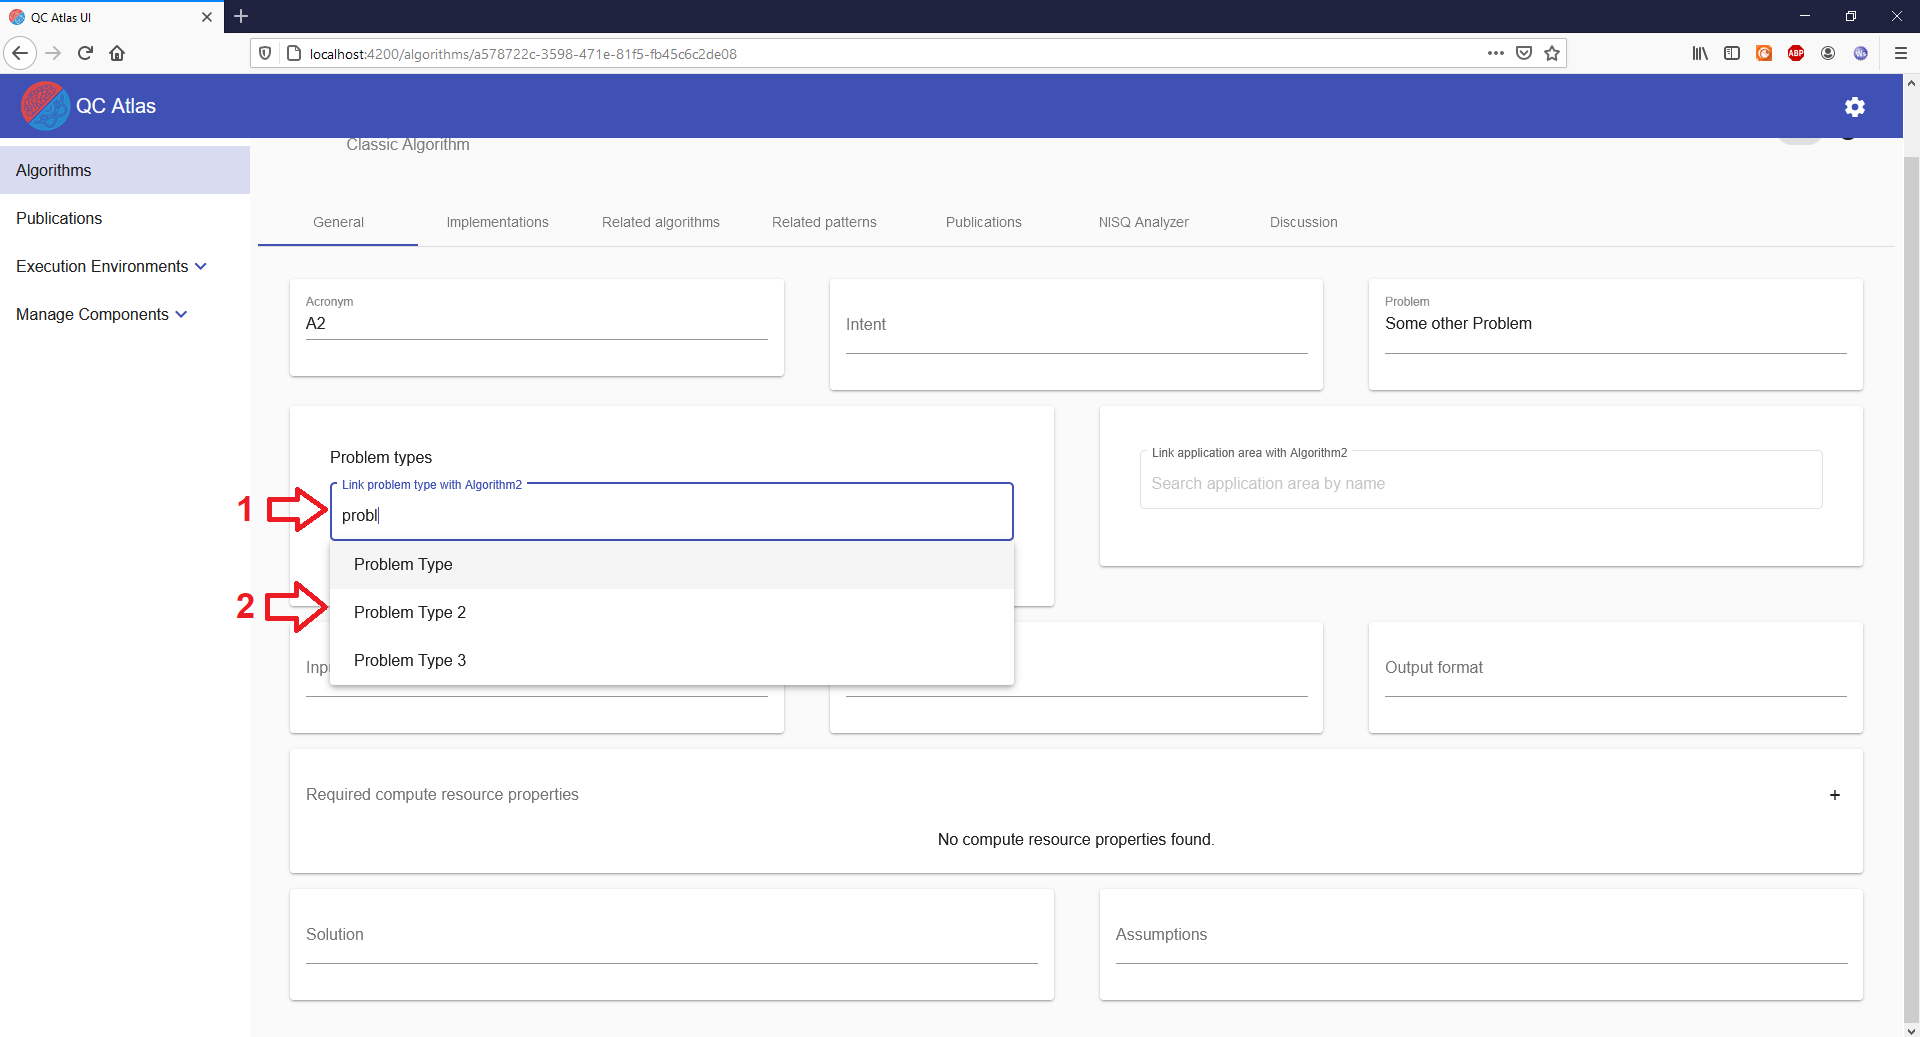 QC Atlas UI
localhost:4200/algorithms/a578722c-3598-471e-81f5-fb45c6c2de08
ABP
QC Atlas
Classic Algorithm
Algorithms
Publications
Execution Environments
Manage Components
General
Implementations
Related algorithms
Related patterns
Publications
NISQ Analyzer
Discussion
Acronym
A2
Intent
Problem
Some other Problem
Problem types
Link problem type with Algorithm2
probl
1
Problem Type
2
Problem Type 2
Problem Type 3
Link application area with Algorithm2
Search application area by name
Inp
Output format
Required compute resource properties
+
No compute resource properties found.
Solution
Assumptions